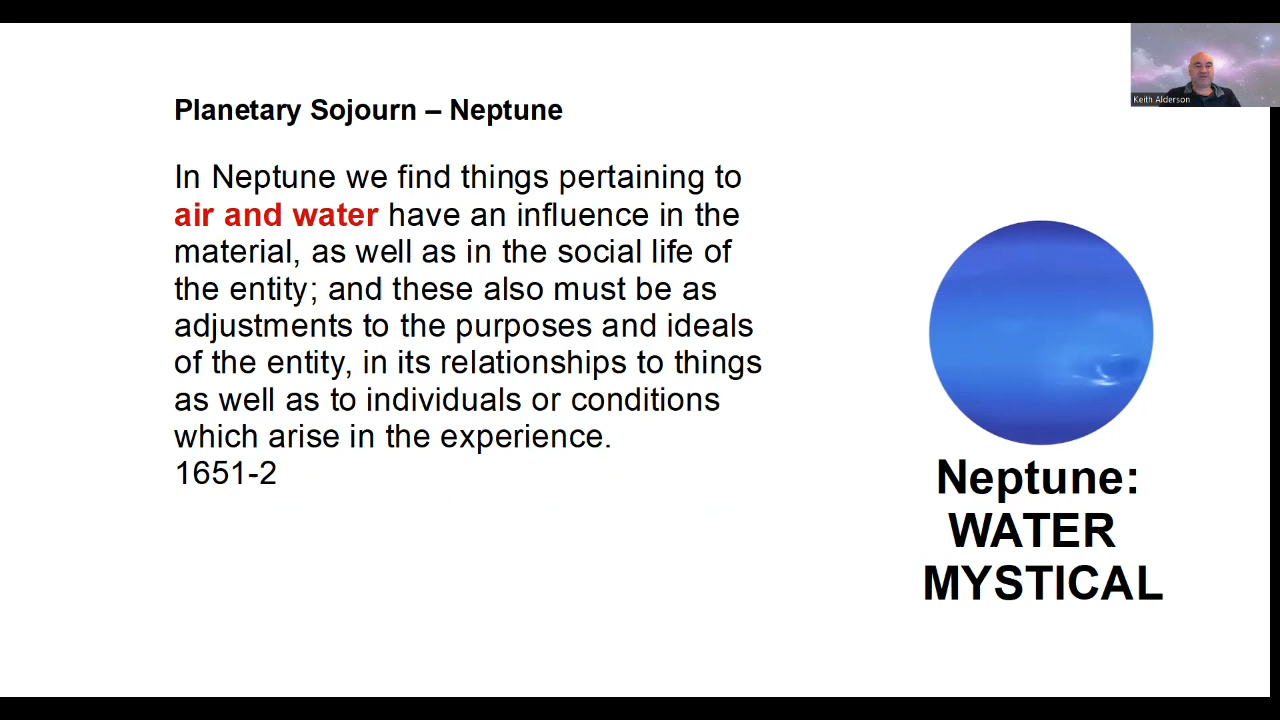 Keith Alderson
Planetary Sojourn – Neptune
In Neptune we find things pertaining to
air and water have an influence in the
material, as well as in the social life of
the entity; and these also must be as
adjustments to the purposes and ideals
of the entity, in its relationships to things
as well as to individuals or conditions
which arise in the experience.
1651-2
Neptune:
WATER
MYSTICAL